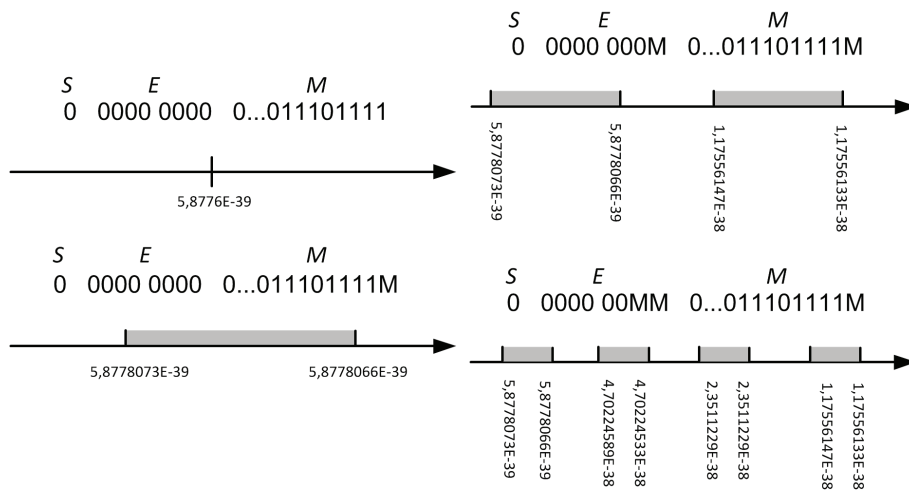 S E M
0 0000 0000 0...011101111
5,8776E-39
S E M
0 0000 0000 0...011101111M
5,8778073E-39 5,8778066E-39
S E M
0 0000 000M 0...011101111M
5,8778073E-39
5,8778066E-39
1,17556147E-38
1,17556133E-38
S E M
0 0000 00MM 0...011101111M
5,8778073E-39
5,8778066E-39
4,70224589E-38
4,70224533E-38
2,3511229E-38
2,3511229E-38
1,17556147E-38
1,17556133E-38